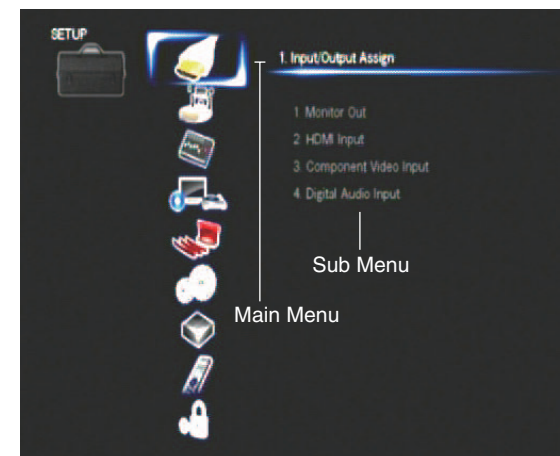 SETUP
1. Input/Output Assign
1 Monitor Out
2 HDMI Input
3 Component Video Input
4 Digital Audio Input
Sub Menu
Main Menu